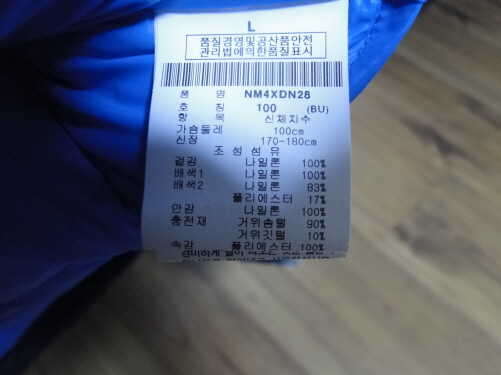 L
품질경영및공산품안전
관리법에의한품질표시
품 명 NM4XDN28
호 칭 100 (BU)
항 목 신체치수
가슴둘레 100cm
신장 170-180cm
조성섬유
겉감 나일론 100%
배색1 나일론 100%
배색2 나일론 83%
폴리에스터 17%
안감 나일론 100%
충전재 거위솜털 90%
거위깃털 10%
속감 폴리에스터 100%